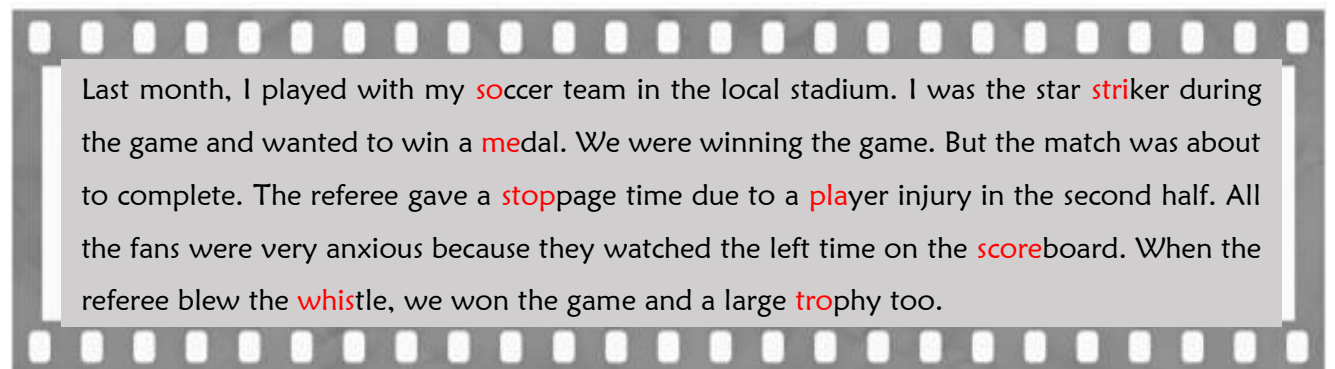 Last month, I played with my soccer team in the local stadium. I was the star striker during
the game and wanted to win a medal. We were winning the game. But the match was about
to complete. The referee gave a stoppage time due to a player injury in the second half. All
the fans were very anxious because they watched the left time on the scoreboard. When the
referee blew the whistle, we won the game and a large trophy too.